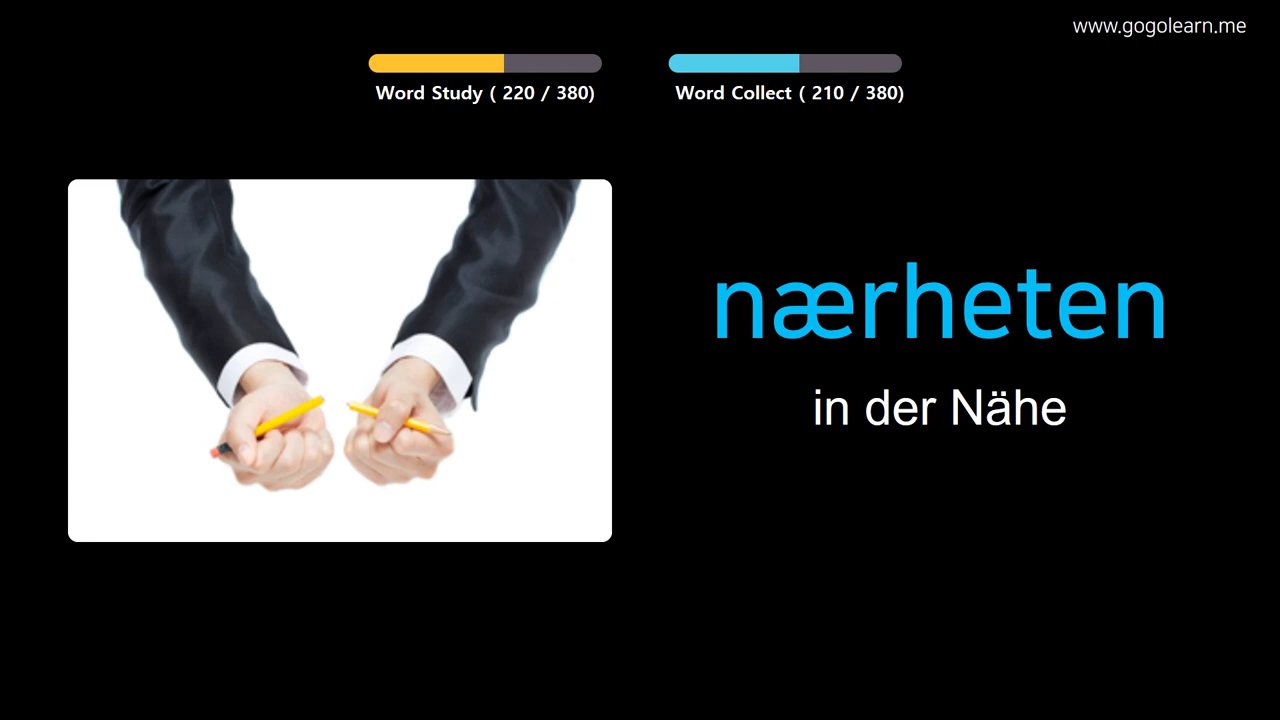 www.gogolearn.me
Word Study ( 220 / 380)
Word Collect ( 210 / 380)
nærheten
in der Nähe